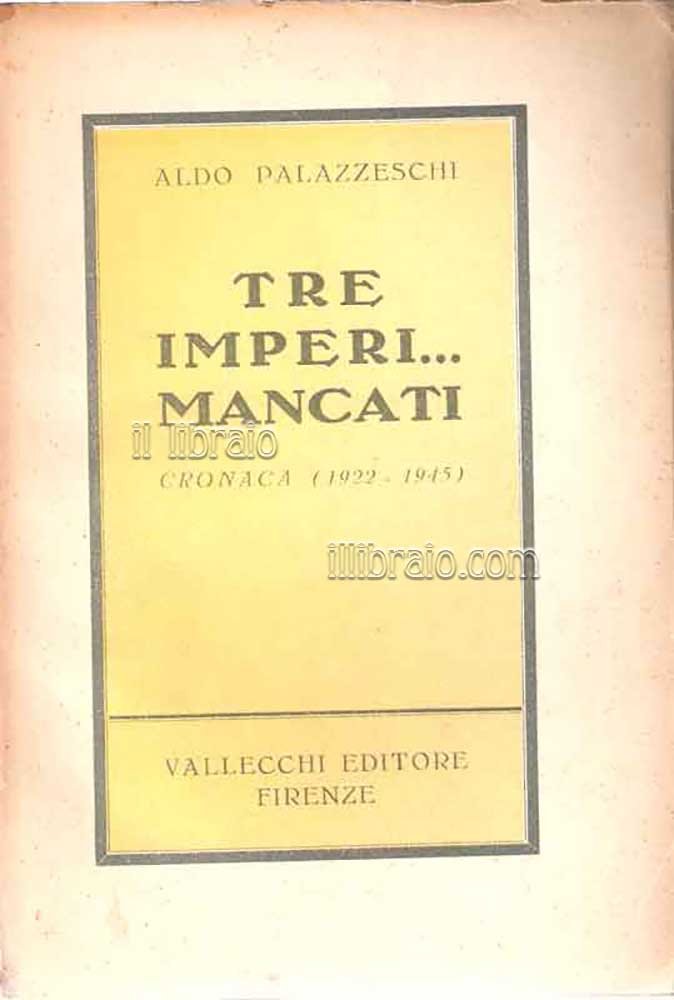 ALDO PALAZZESCHI
TRE
IMPERI...
MANCATI
il libraio
CRONACA (1922 - 1945)
illibraio.com
VALLECCHI EDITORE
FIRENZE